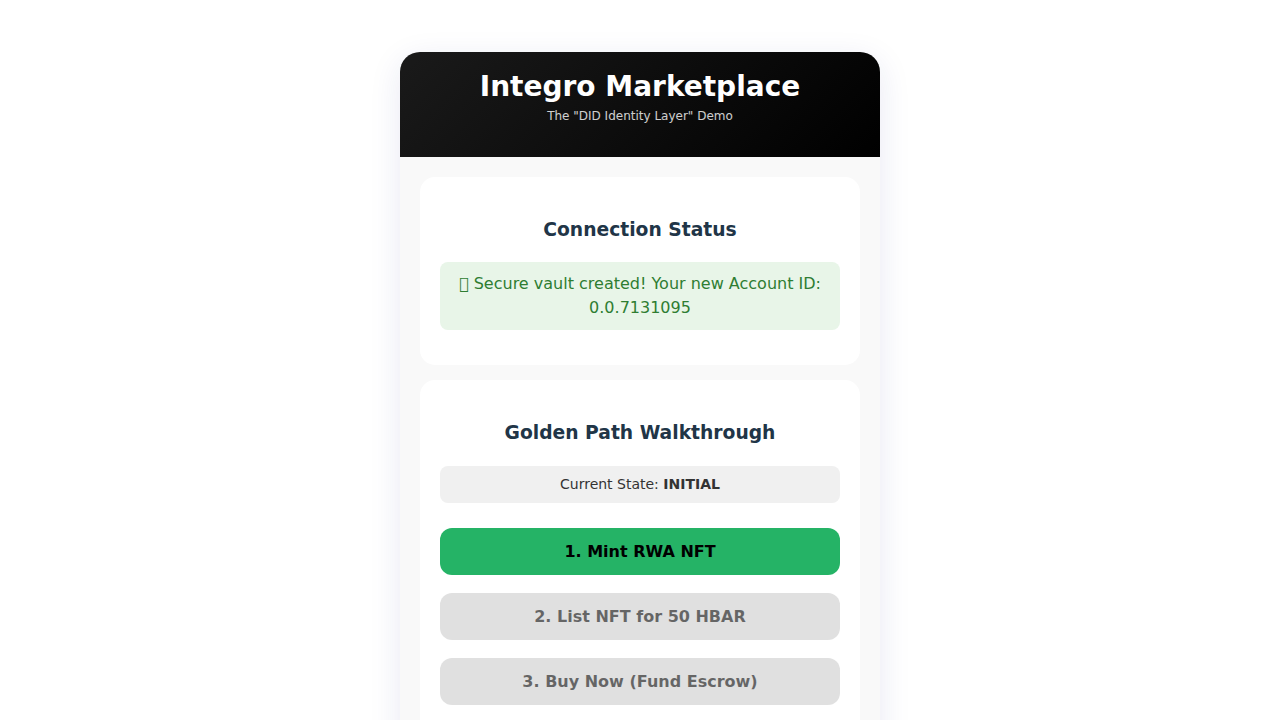 Integro Marketplace
The "DID Identity Layer" Demo
Connection Status
Secure vault created! Your new Account ID:
0.0.7131095
Golden Path Walkthrough
Current State: INITIAL
1. Mint RWA NFT
2. List NFT for 50 HBAR
3. Buy Now (Fund Escrow)